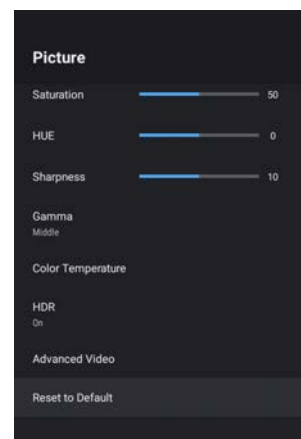 Picture
Saturation 50
HUE 0
Sharpness 10
Gamma
Middle
Color Temperature
HDR
On
Advanced Video
Reset to Default